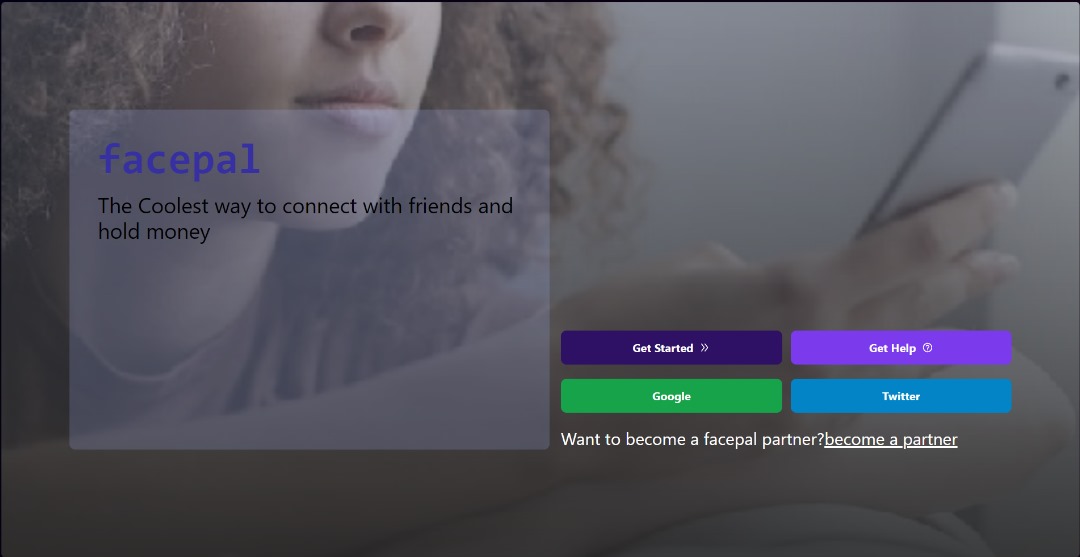 facepal
The Coolest way to connect with friends and
hold money
Get Started
Get Help
Google
Twitter
Want to become a facepal partner?become a partner